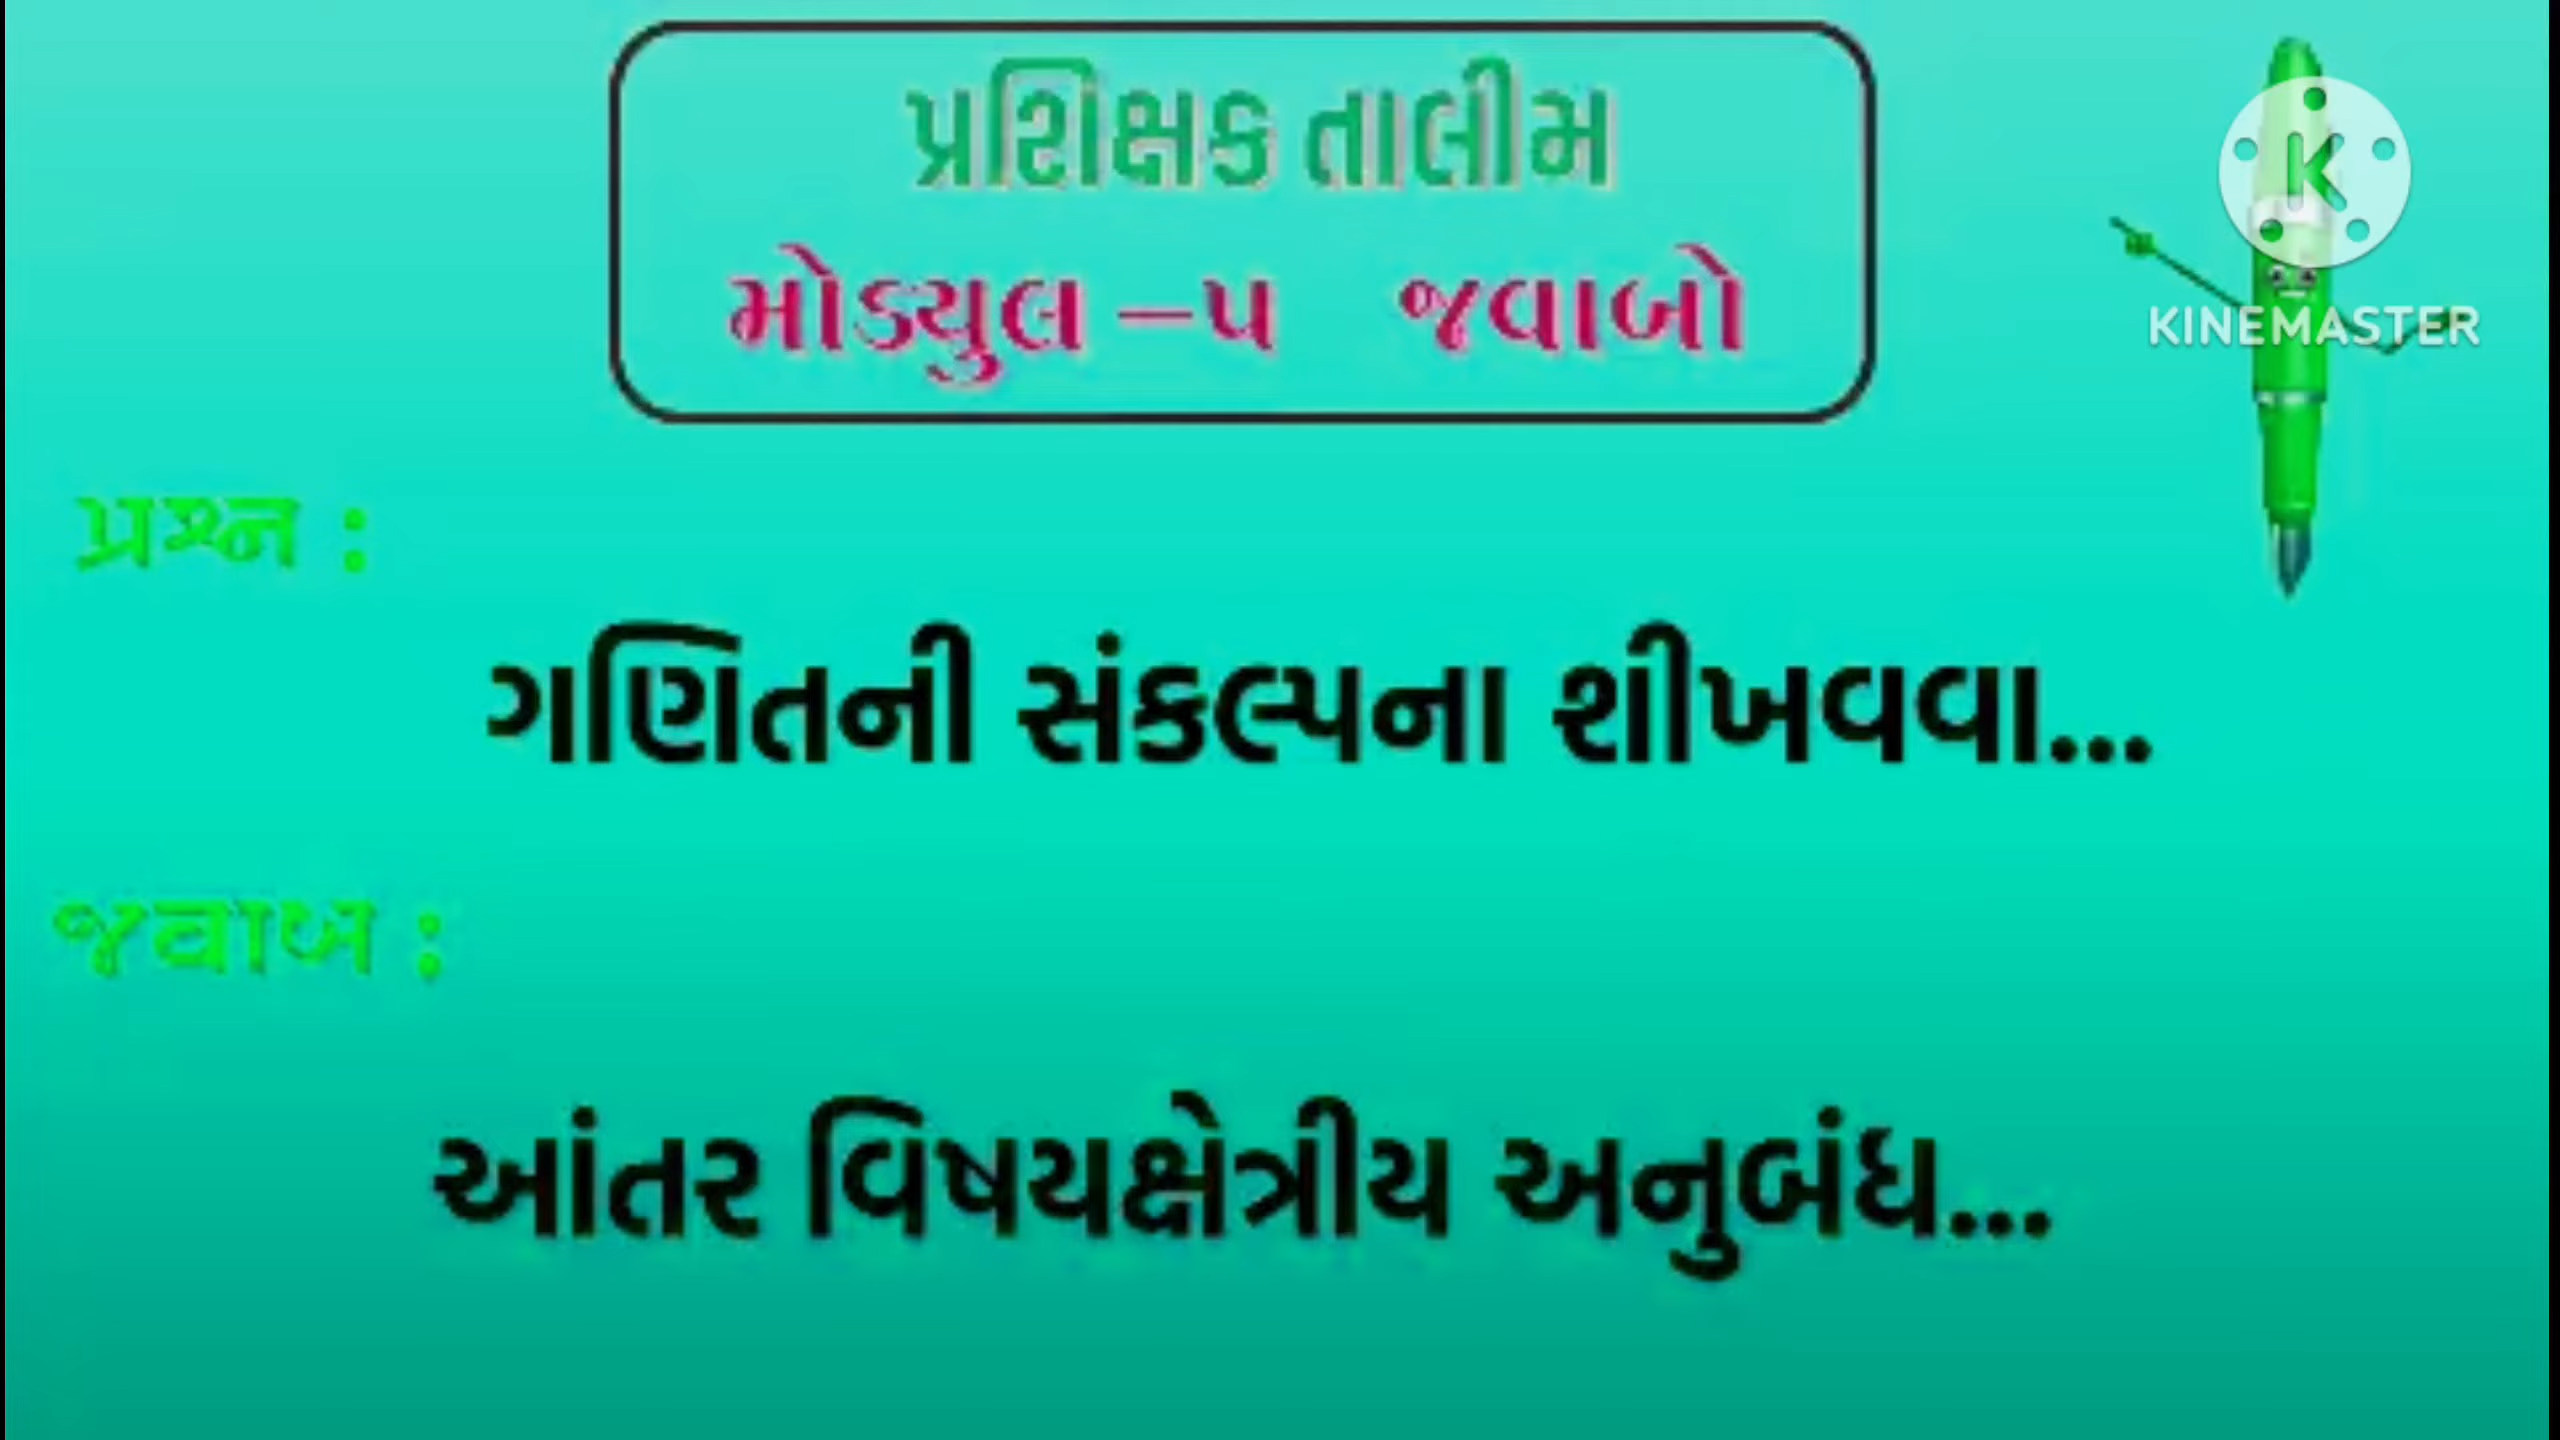 પ્રશિક્ષક તાલીમ
મોડ્યુલ –૫ જવાબો
KINEMASTER
પ્રશ્ન :
ગણિતની સંકલ્પના શીખવવા...
જવાબ :
આંતર વિષયક્ષેત્રીય અનુબંધ...